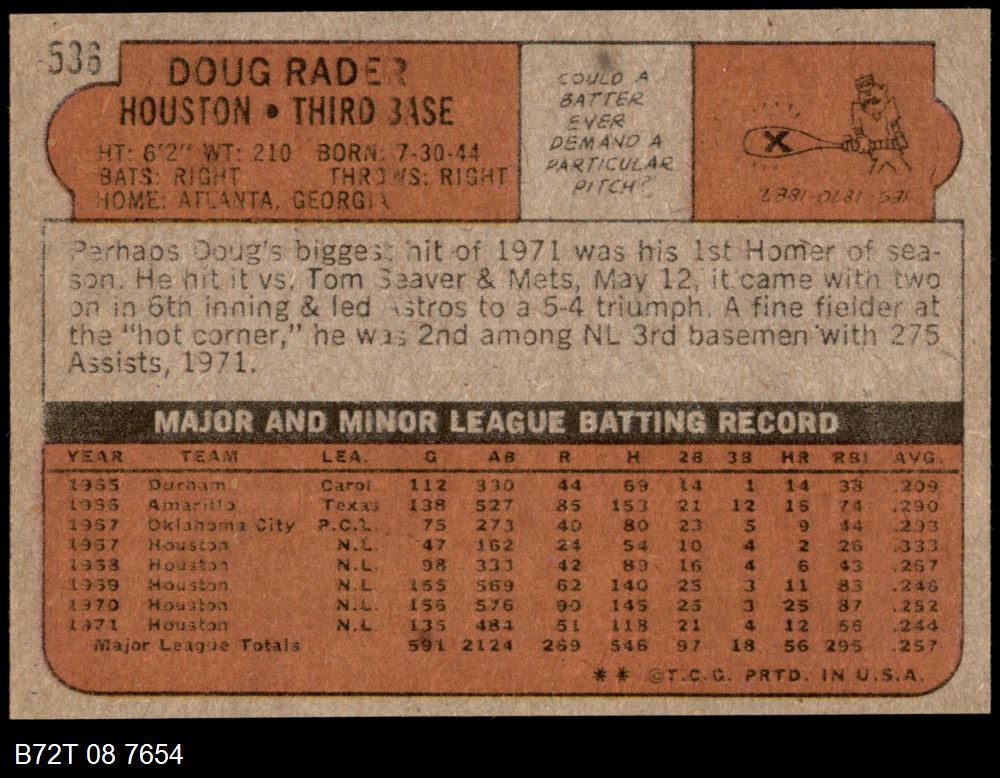 536
DOUG RADER
HOUSTON • THIRD BASE
HT: 6'2" WT: 210 BORN: 7-30-44
BATS: RIGHT THROWS: RIGHT
HOME: ATLANTA, GEORGIA
COULD A
BATTER
EVER
DEMAND A
PARTICULAR
PITCH?
X
YES-1870-1887
Perhaps Doug's biggest hit of 1971 was his 1st Homer of sea-
son. He hit it vs. Tom Seaver & Mets, May 12, it came with two
on in 6th inning & led Astros to a 5-4 triumph. A fine fielder at
the "hot corner," he was 2nd among NL 3rd basemen with 275
Assists, 1971.
MAJOR AND MINOR LEAGUE BATTING RECORD
YEAR TEAM LEA. G AB R H 2B 3B HR RBI AVG.
1965 Durham Carol. 112 330 44 69 14 1 14 38 .209
1966 Amarillo Texas 138 527 85 153 21 12 16 74 .290
1967 Oklahoma City P.C.L. 75 273 40 80 23 5 9 44 .293
1967 Houston N.L. 47 162 24 54 10 4 2 26 .333
1968 Houston N.L. 98 333 42 89 16 4 6 43 .267
1969 Houston N.L. 155 569 62 140 25 3 11 83 .246
1970 Houston N.L. 156 576 90 145 25 3 25 87 .252
1971 Houston N.L. 135 484 51 118 21 4 12 56 .244
Major League Totals 591 2124 269 546 97 18 56 295 .257
* * ©T.C.G. PRTD. IN U.S.A.
B72T 08 7654